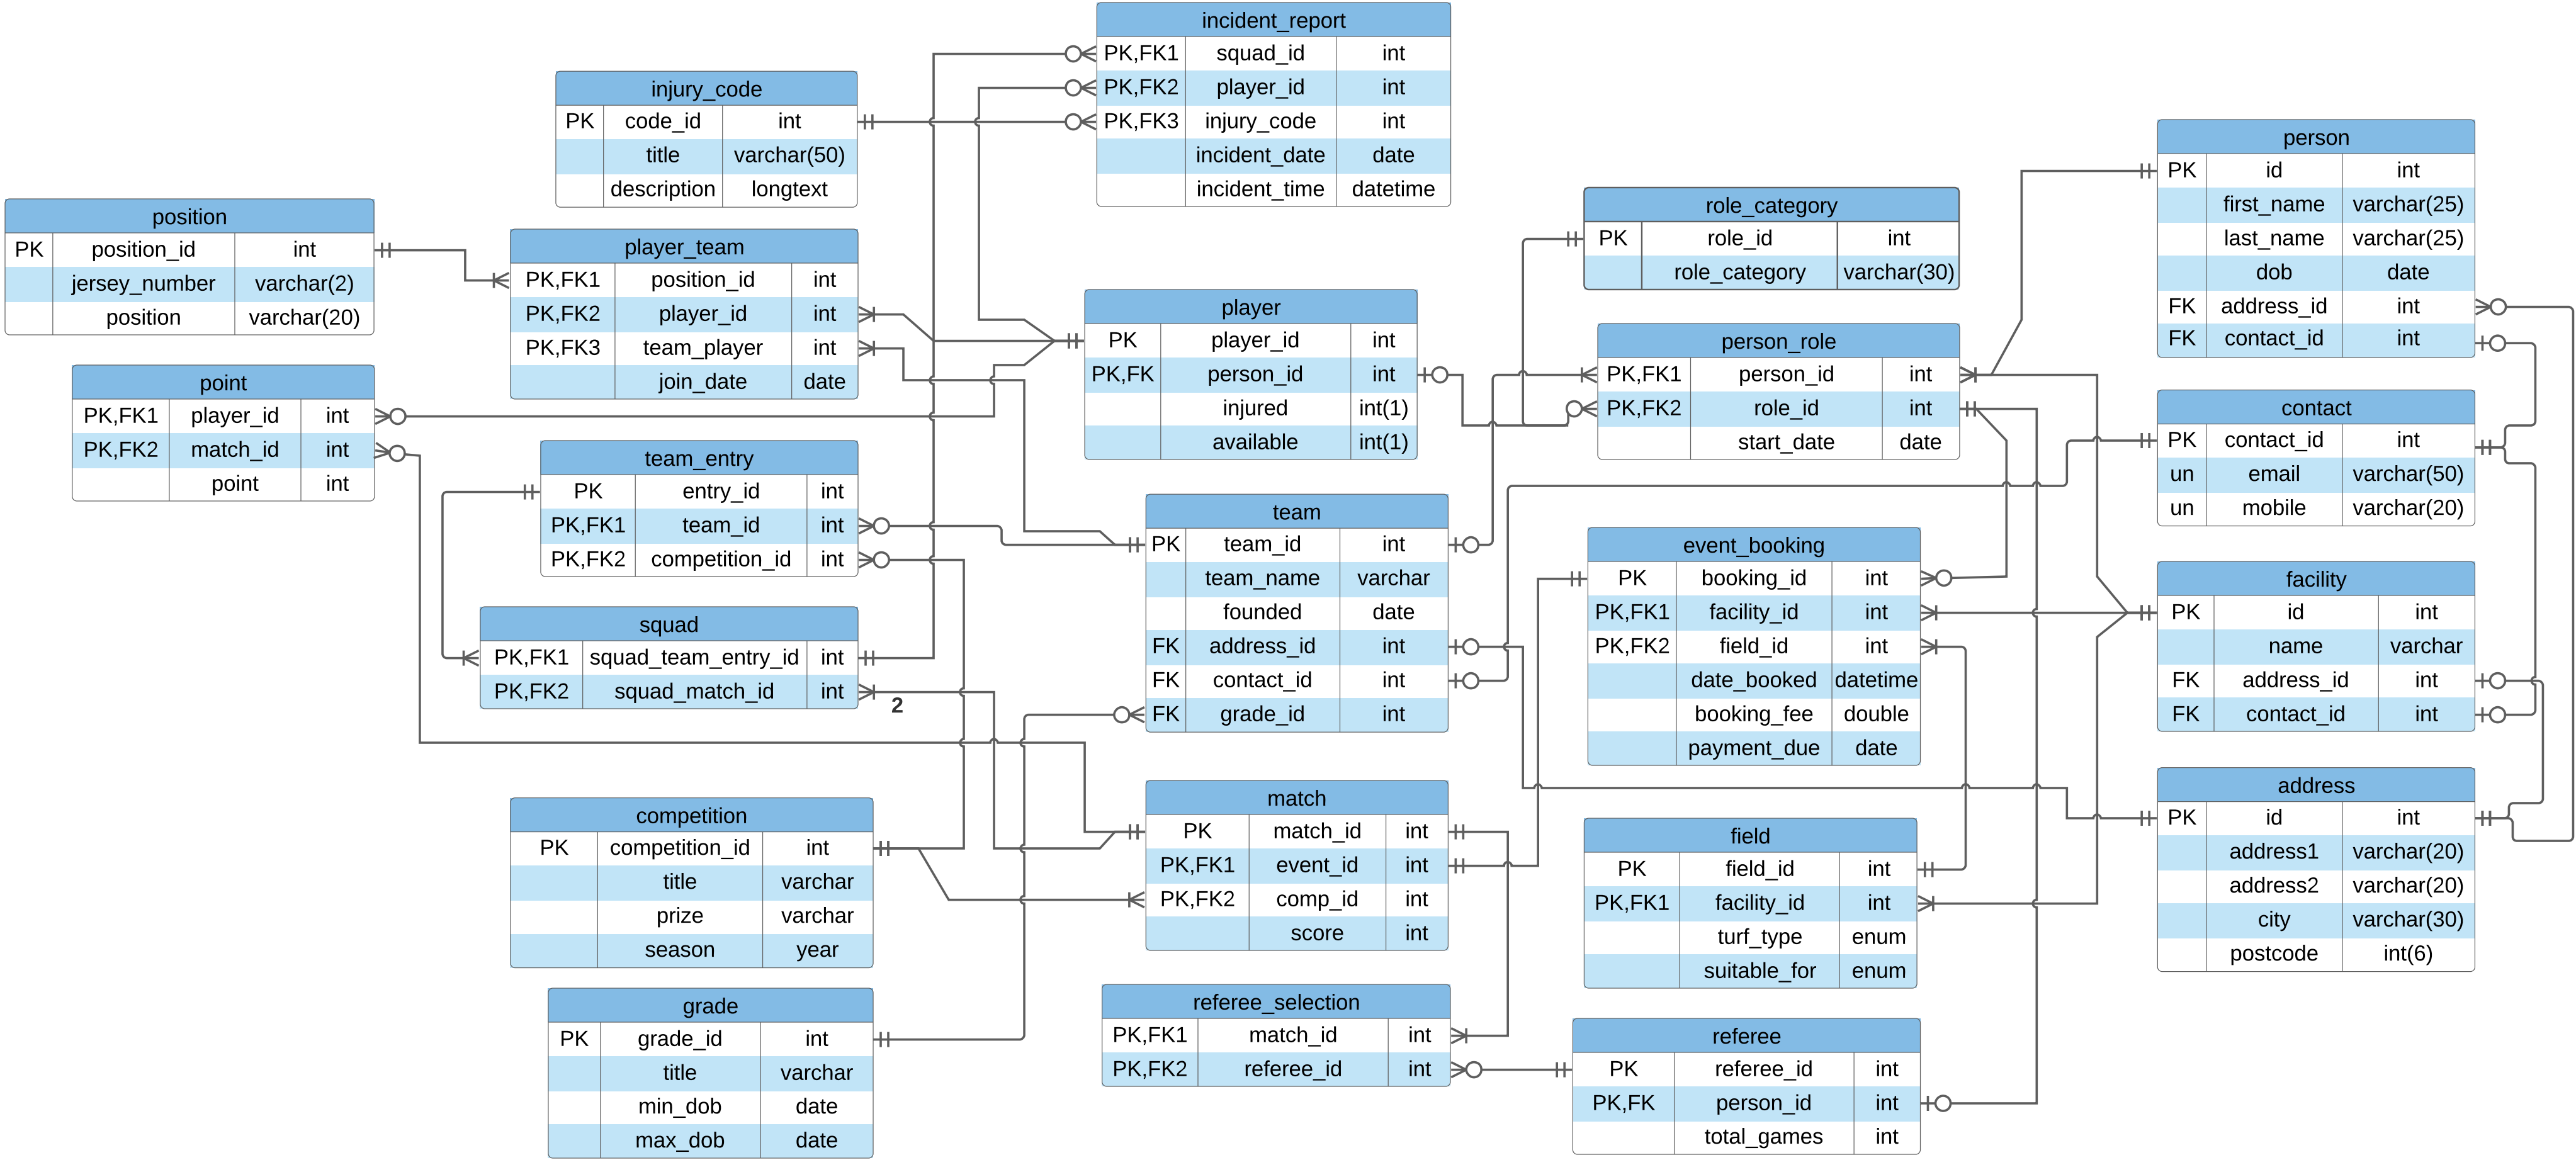 incident_report
PK,FK1 squad_id int
PK,FK2 player_id int
PK,FK3 injury_code int
incident_date date
incident_time datetime
injury_code
PK code_id int
title varchar(50)
description longtext
person
PK id int
first_name varchar(25)
last_name varchar(25)
dob date
FK address_id int
FK contact_id int
role_category
PK role_id int
role_category varchar(30)
position
PK position_id int
jersey_number varchar(2)
position varchar(20)
player_team
PK,FK1 position_id int
PK,FK2 player_id int
PK,FK3 team_player int
join_date date
player
PK player_id int
PK,FK person_id int
injured int(1)
available int(1)
person_role
PK,FK1 person_id int
PK,FK2 role_id int
start_date date
point
PK,FK1 player_id int
PK,FK2 match_id int
point int
contact
PK contact_id int
un email varchar(50)
un mobile varchar(20)
team_entry
PK entry_id int
PK,FK1 team_id int
PK,FK2 competition_id int
team
PK team_id int
team_name varchar
founded date
FK address_id int
FK contact_id int
FK grade_id int
event_booking
PK booking_id int
PK,FK1 facility_id int
PK,FK2 field_id int
date_booked datetime
booking_fee double
payment_due date
facility
PK id int
name varchar
FK address_id int
FK contact_id int
squad
PK,FK1 squad_team_entry_id int
PK,FK2 squad_match_id int
2
address
PK id int
address1 varchar(20)
address2 varchar(20)
city varchar(30)
postcode int(6)
match
PK match_id int
PK,FK1 event_id int
PK,FK2 comp_id int
score int
competition
PK competition_id int
title varchar
prize varchar
season year
field
PK field_id int
PK,FK1 facility_id int
turf_type enum
suitable_for enum
referee_selection
PK,FK1 match_id int
PK,FK2 referee_id int
grade
PK grade_id int
title varchar
min_dob date
max_dob date
referee
PK referee_id int
PK,FK person_id int
total_games int